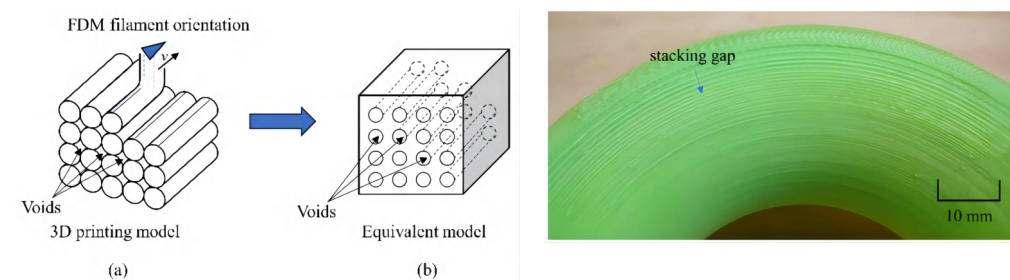 FDM filament orientation
v
Voids
3D printing model
(a)
Voids
Equivalent model
(b)
stacking gap
10 mm